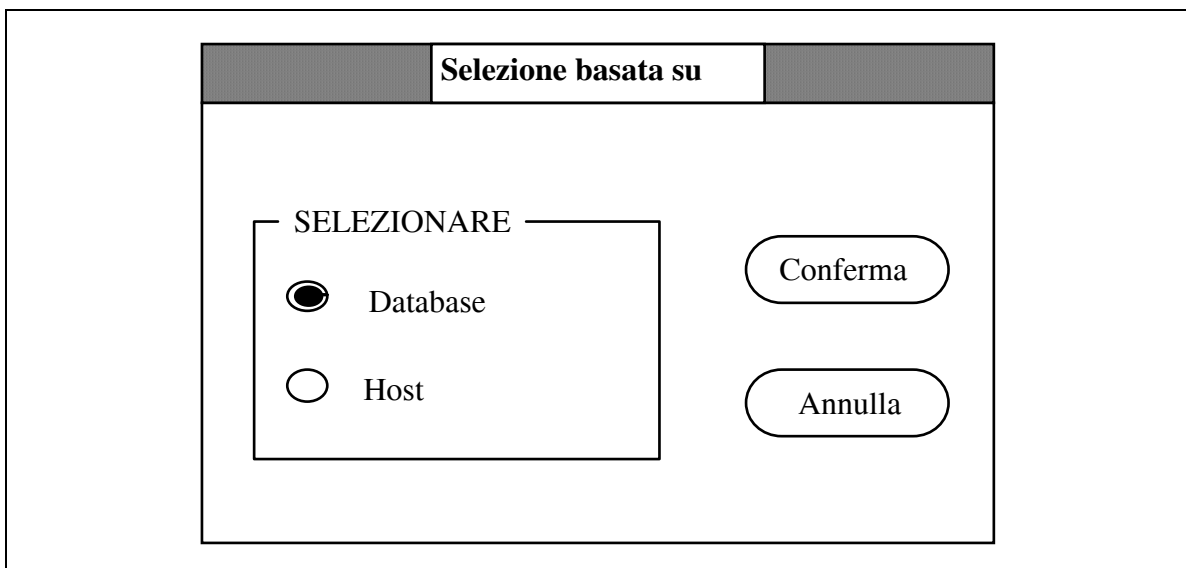 Selezione basata su
SELEZIONARE
Database
Host
Conferma
Annulla